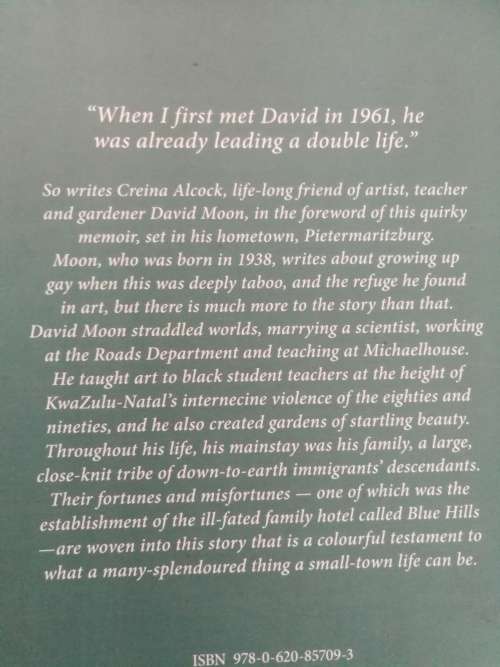 “When I first met David in 1961, he
was already leading a double life.”
So writes Creina Alcock, life-long friend of artist, teacher
and gardener David Moon, in the foreword of this quirky
memoir, set in his hometown, Pietermaritzburg.
Moon, who was born in 1938, writes about growing up
gay when this was deeply taboo, and the refuge he found
in art, but there is much more to the story than that.
David Moon straddled worlds, marrying a scientist, working
at the Roads Department and teaching at Michaelhouse.
He taught art to black student teachers at the height of
KwaZulu-Natal’s internecine violence of the eighties and
nineties, and he also created gardens of startling beauty.
Throughout his life, his mainstay was his family, a large,
close-knit tribe of down-to-earth immigrants’ descendants.
Their fortunes and misfortunes — one of which was the
establishment of the ill-fated family hotel called Blue Hills
—are woven into this story that is a colourful testament to
what a many-splendoured thing a small-town life can be.
ISBN 978-0-620-85709-3